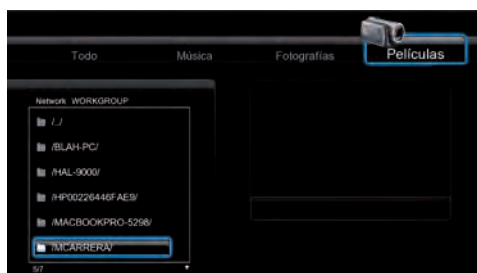 Todo Música Fotografías Películas
Network WORKGROUP
/../
/BLAH-PC/
/HAL-9000/
/HP00226446FAE9/
/MACBOOKPRO-5298/
/MCARRERA/
5/7